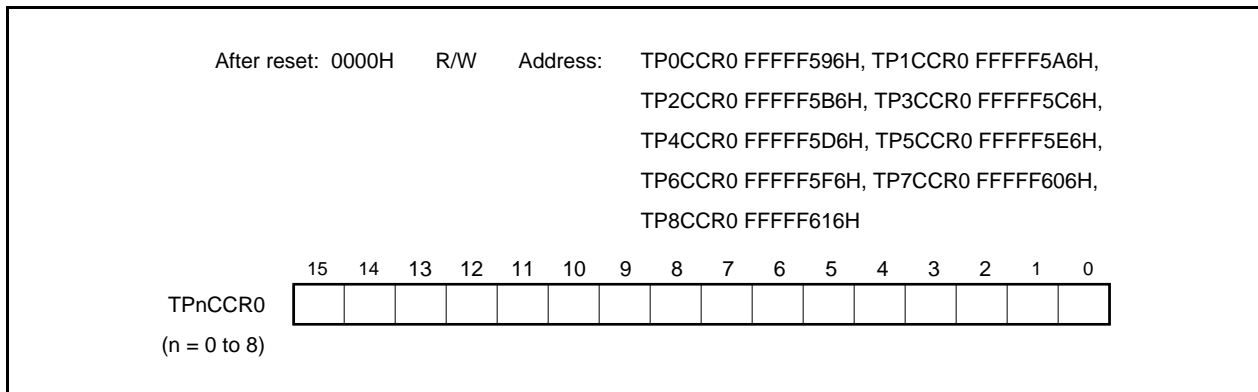 After reset: 0000H R/W Address: TP0CCR0 FFFFF596H, TP1CCR0 FFFFF5A6H,
TP2CCR0 FFFFF5B6H, TP3CCR0 FFFFF5C6H,
TP4CCR0 FFFFF5D6H, TP5CCR0 FFFFF5E6H,
TP6CCR0 FFFFF5F6H, TP7CCR0 FFFFF606H,
TP8CCR0 FFFFF616H
15 14 13 12 11 10 9 8 7 6 5 4 3 2 1 0
TPnCCR0
(n = 0 to 8)